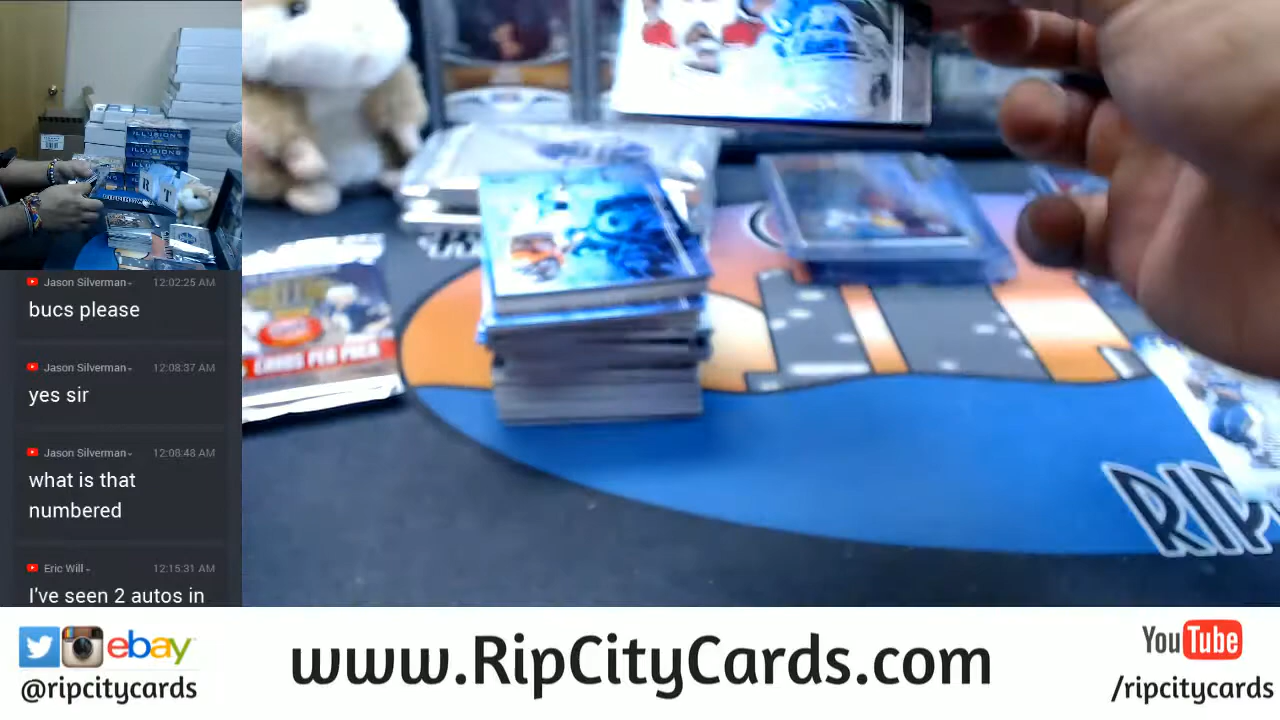 ILLUSIONS
ILLUSIONS
R T
Jason Silverman 12:02:25 AM
bucs please
Jason Silverman 12:08:37 AM
yes sir
Jason Silverman 12:08:48 AM
what is that
numbered
Eric Will 12:15:31 AM
I've seen 2 autos in
CARDS PER PACK
RIP
ebay
@ripcitycards
www.RipCityCards.com
YouTube
/ripcitycards